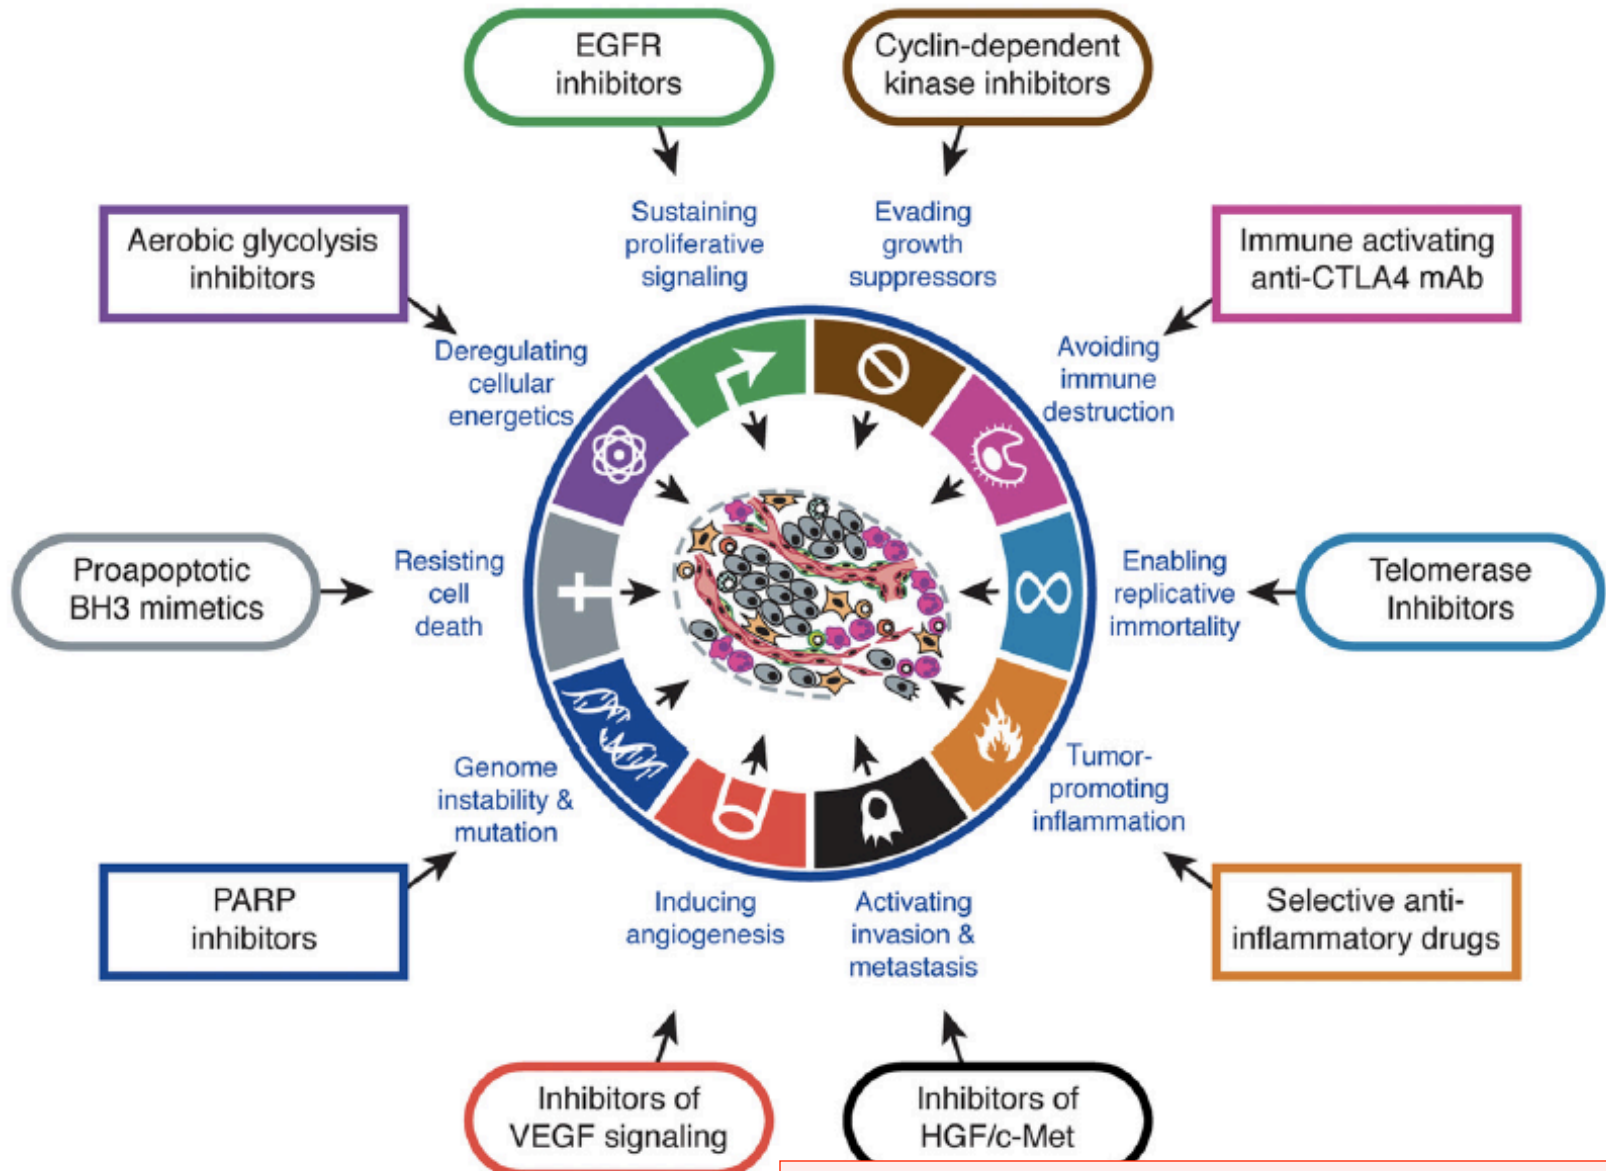 EGFR
inhibitors
Cyclin-dependent
kinase inhibitors
Sustaining
proliferative
signaling
Evading
growth
suppressors
Aerobic glycolysis
inhibitors
Immune activating
anti-CTLA4 mAb
Deregulating
cellular
energetics
Avoiding
immune
destruction
Proapoptotic
BH3 mimetics
Resisting
cell
death
Enabling
replicative
immortality
Telomerase
Inhibitors
Genome
instability &
mutation
Tumor-
promoting
inflammation
PARP
inhibitors
Inducing
angiogenesis
Activating
invasion &
metastasis
Selective anti-
inflammatory drugs
Inhibitors of
VEGF signaling
Inhibitors of
HGF/c-Met